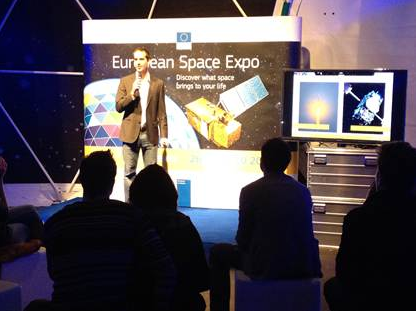 European Space Expo
Discover what space
brings to your life